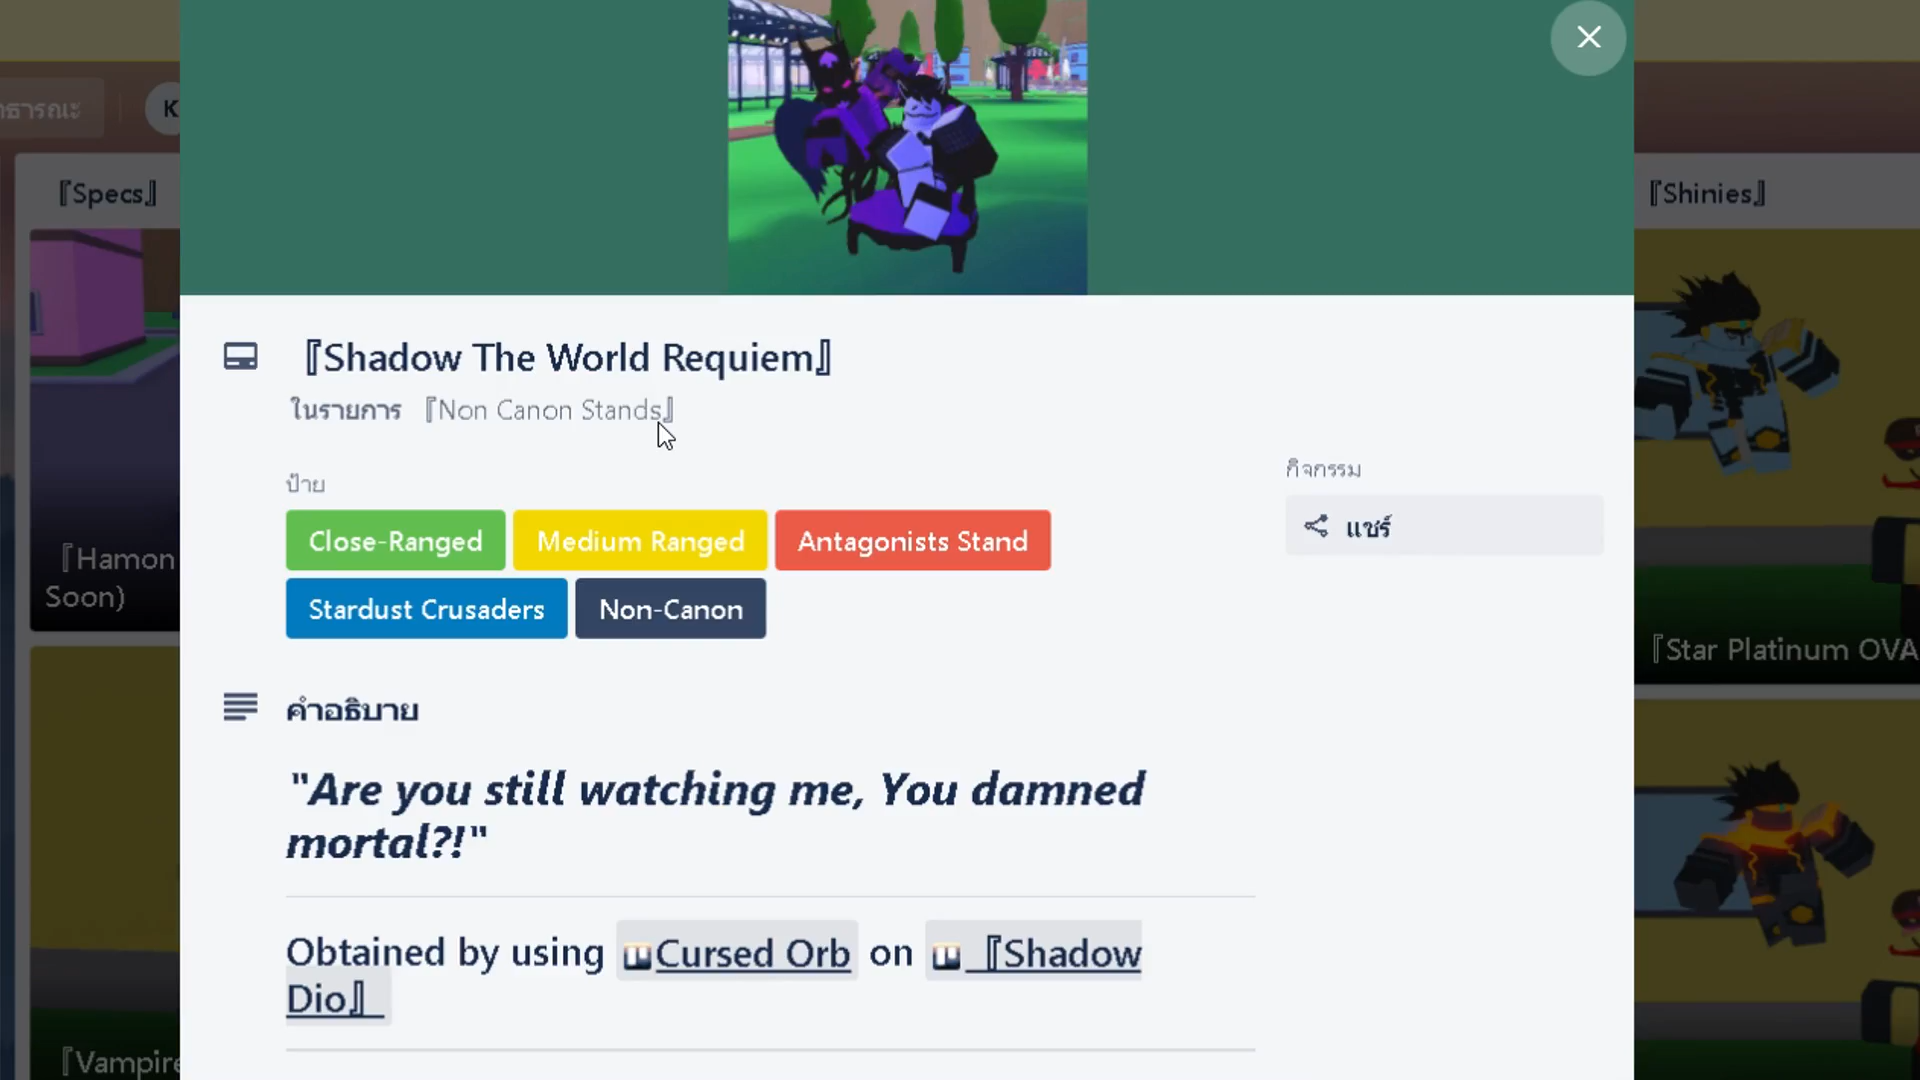 าธารณะ
K
『Specs』
『Shinies』
『Shadow The World Requiem』
ในรายการ 『Non Canon Stands』
ป้าย
กิจกรรม
Close-Ranged
Medium Ranged
Antagonists Stand
แชร์
『Hamon
Soon)
Stardust Crusaders
Non-Canon
『Star Platinum OVA
คำอธิบาย
"Are you still watching me, You damned
mortal?!"
Obtained by using Cursed Orb on 『Shadow
Dio』
『Vampire